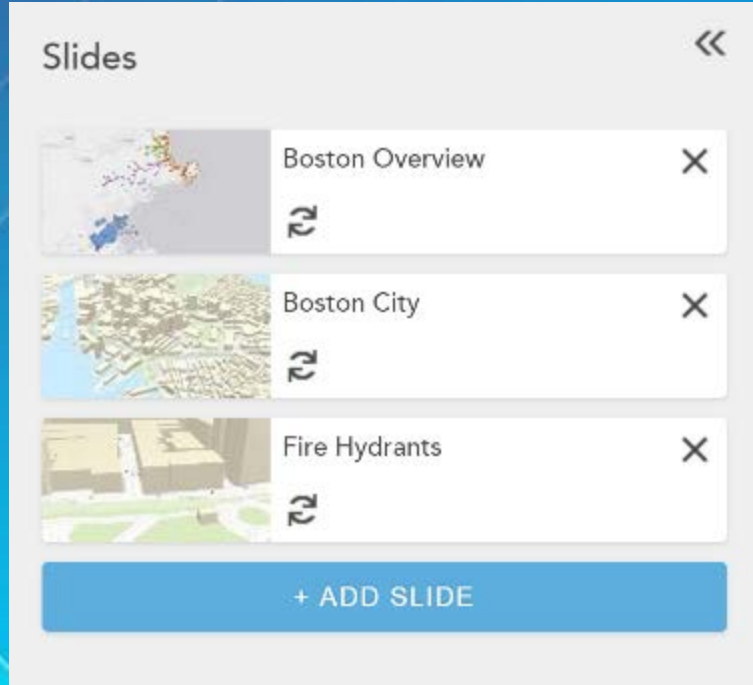 Slides
Boston Overview
Boston City
Fire Hydrants
+ ADD SLIDE